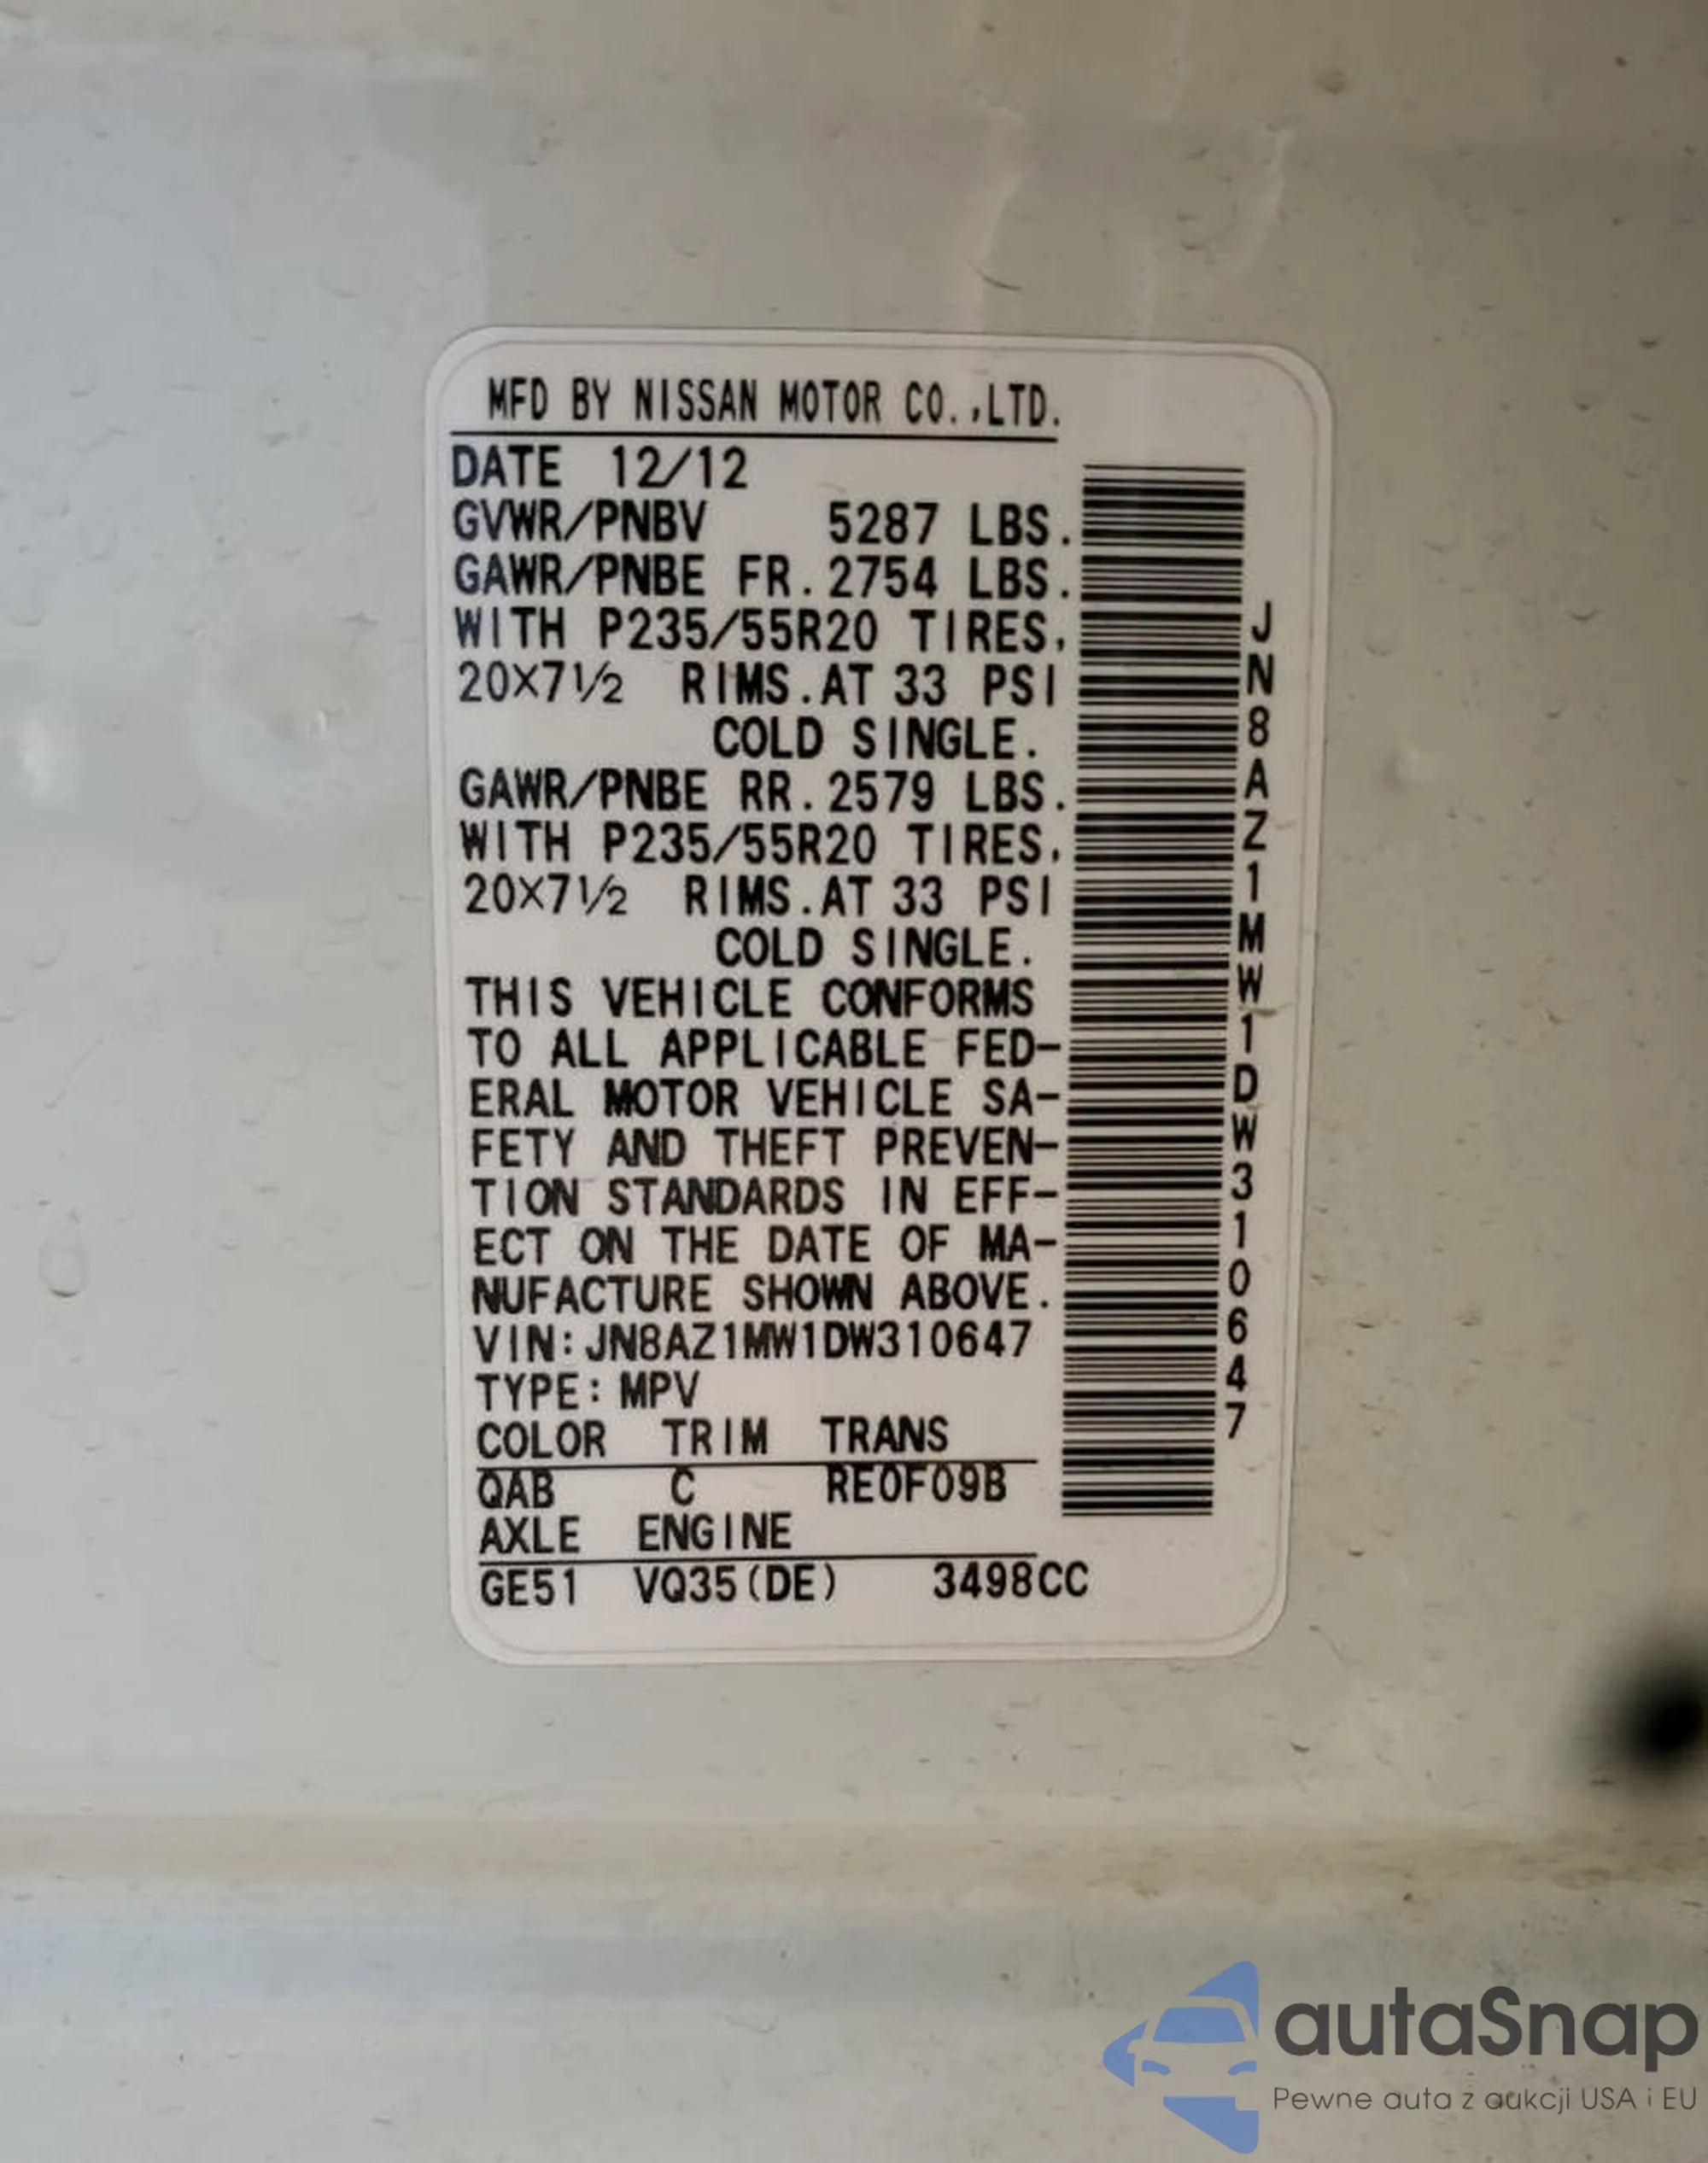 MFD BY NISSAN MOTOR CO.,LTD.
DATE 12/12
GVWR/PNBV 5287 LBS.
GAWR/PNBE FR.2754 LBS.
WITH P235/55R20 TIRES,
20×7½ RIMS.AT 33 PSI
COLD SINGLE.
GAWR/PNBE RR.2579 LBS.
WITH P235/55R20 TIRES,
20×7½ RIMS.AT 33 PSI
COLD SINGLE.
THIS VEHICLE CONFORMS
TO ALL APPLICABLE FED-
ERAL MOTOR VEHICLE SA-
FETY AND THEFT PREVEN-
TION STANDARDS IN EFF-
ECT ON THE DATE OF MA-
NUFACTURE SHOWN ABOVE.
VIN:JN8AZ1MW1DW310647
TYPE:MPV
COLOR TRIM TRANS
QAB C RE0F09B
AXLE ENGINE
GE51 VQ35(DE) 3498CC
JN8AZ1MW1DW310647
autaSnap
Pewne auta z aukcji USA i EU